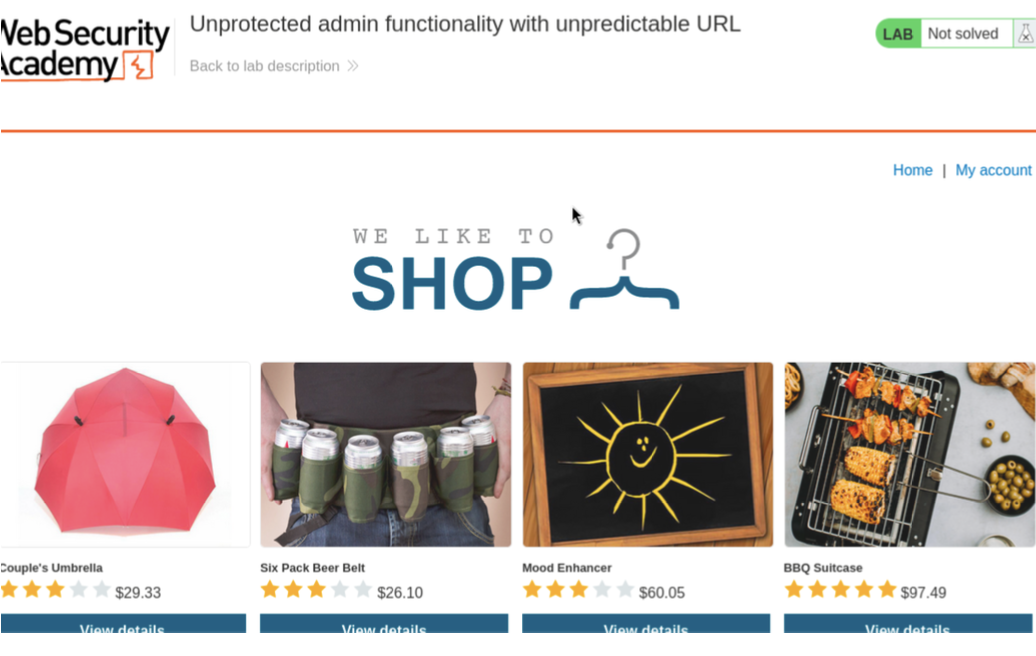 Web Security
Academy
Unprotected admin functionality with unpredictable URL
Back to lab description
LAB Not solved
Home | My account
WE LIKE TO
SHOP
Couple's Umbrella
$29.33
View details
Six Pack Beer Belt
$26.10
View details
Mood Enhancer
$60.05
View details
BBQ Suitcase
$97.49
View details